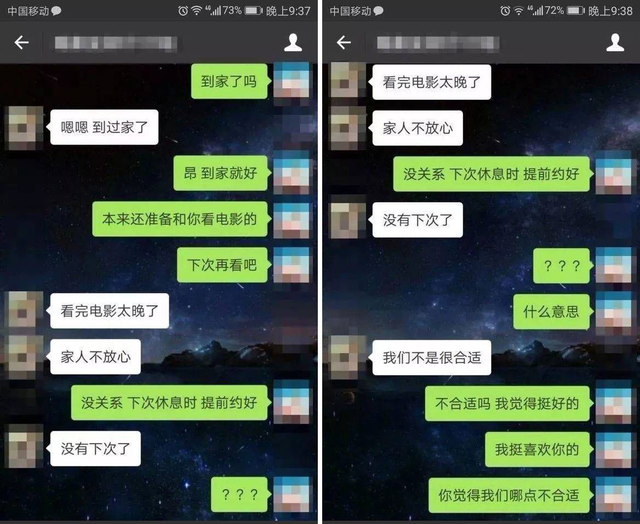 中国移动
4G
73%
晚上9:37
到家了吗
嗯嗯 到过家了
昂 到家就好
本来还准备和你看电影的
下次再看吧
看完电影太晚了
家人不放心
没关系 下次休息时 提前约好
没有下次了
？？？
中国移动
4G
72%
晚上9:38
看完电影太晚了
家人不放心
没关系 下次休息时 提前约好
没有下次了
？？？
什么意思
我们不是很合适
不合适吗 我觉得挺好的
我挺喜欢你的
你觉得我们哪点不合适